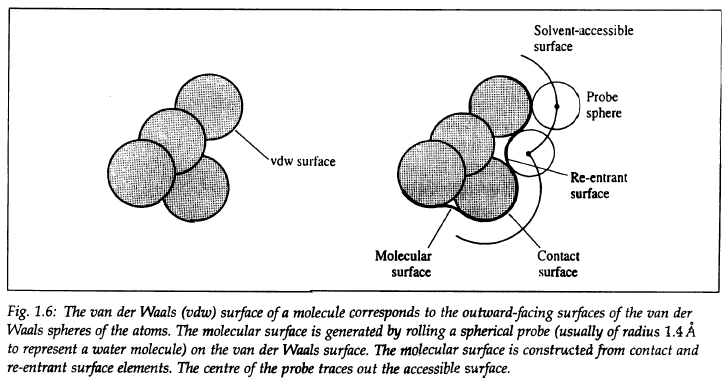 Solvent-accessible
surface
Probe
sphere
vdw surface
Re-entrant
surface
Molecular
surface
Contact
surface
Fig. 1.6: The van der Waals (vdw) surface of a molecule corresponds to the outward-facing surfaces of the van der
Waals spheres of the atoms. The molecular surface is generated by rolling a spherical probe (usually of radius 1.4 Å
to represent a water molecule) on the van der Waals surface. The molecular surface is constructed from contact and
re-entrant surface elements. The centre of the probe traces out the accessible surface.